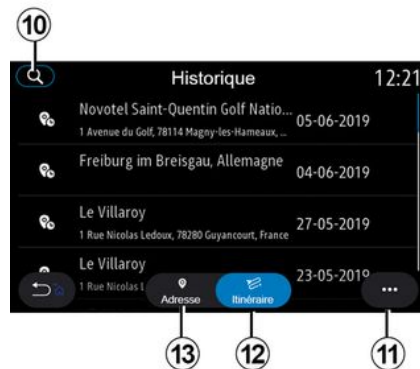 10
Historique 12:21
Novotel Saint-Quentin Golf Natio... 05-06-2019
1 Avenue du Golf, 78114 Magny-les-Hameaux, ...
Freiburg im Breisgau, Allemagne 04-06-2019
Le Villaroy 27-05-2019
1 Rue Nicolas Ledoux, 78280 Guyancourt, France
Le Villaroy 23-05-2019
1 Rue Nicolas L
Adresse Itinéraire ...
13 12 11